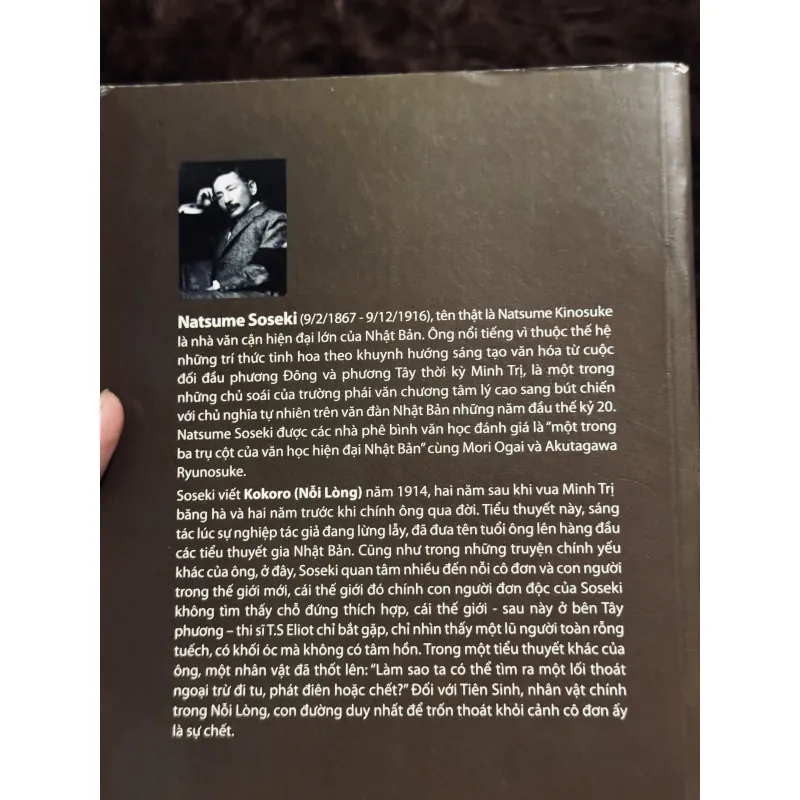 Natsume Soseki (9/2/1867 - 9/12/1916), tên thật là Natsume Kinosuke
là nhà văn cận hiện đại lớn của Nhật Bản. Ông nổi tiếng vì thuộc thế hệ
những trí thức tinh hoa theo khuynh hướng sáng tạo văn hóa từ cuộc
đối đầu phương Đông và phương Tây thời kỳ Minh Trị, là một trong
những chủ soái của trường phái văn chương tâm lý cao sang bút chiến
với chủ nghĩa tự nhiên trên văn đàn Nhật Bản những năm đầu thế kỷ 20.
Natsume Soseki được các nhà phê bình văn học đánh giá là "một trong
ba trụ cột của văn học hiện đại Nhật Bản" cùng Mori Ogai và Akutagawa
Ryunosuke.
Soseki viết Kokoro (Nỗi Lòng) năm 1914, hai năm sau khi vua Minh Trị
băng hà và hai năm trước khi chính ông qua đời. Tiểu thuyết này, sáng
tác lúc sự nghiệp tác giả đang lừng lẫy, đã đưa tên tuổi ông lên hàng đầu
các tiểu thuyết gia Nhật Bản. Cũng như trong những truyện chính yếu
khác của ông, ở đây, Soseki quan tâm nhiều đến nỗi cô đơn và con người
trong thế giới mới, cái thế giới đó chính con người đơn độc của Soseki
không tìm thấy chỗ đứng thích hợp, cái thế giới - sau này ở bên Tây
phương – thi sĩ T.S Eliot chỉ bắt gặp, chỉ nhìn thấy một lũ người toàn rỗng
tuếch, có khối óc mà không có tâm hồn. Trong một tiểu thuyết khác của
ông, một nhân vật đã thốt lên: "Làm sao ta có thể tìm ra một lối thoát
ngoại trừ đi tu, phát điên hoặc chết?" Đối với Tiên Sinh, nhân vật chính
trong Nỗi Lòng, con đường duy nhất để trốn thoát khỏi cảnh cô đơn ấy
là sự chết.